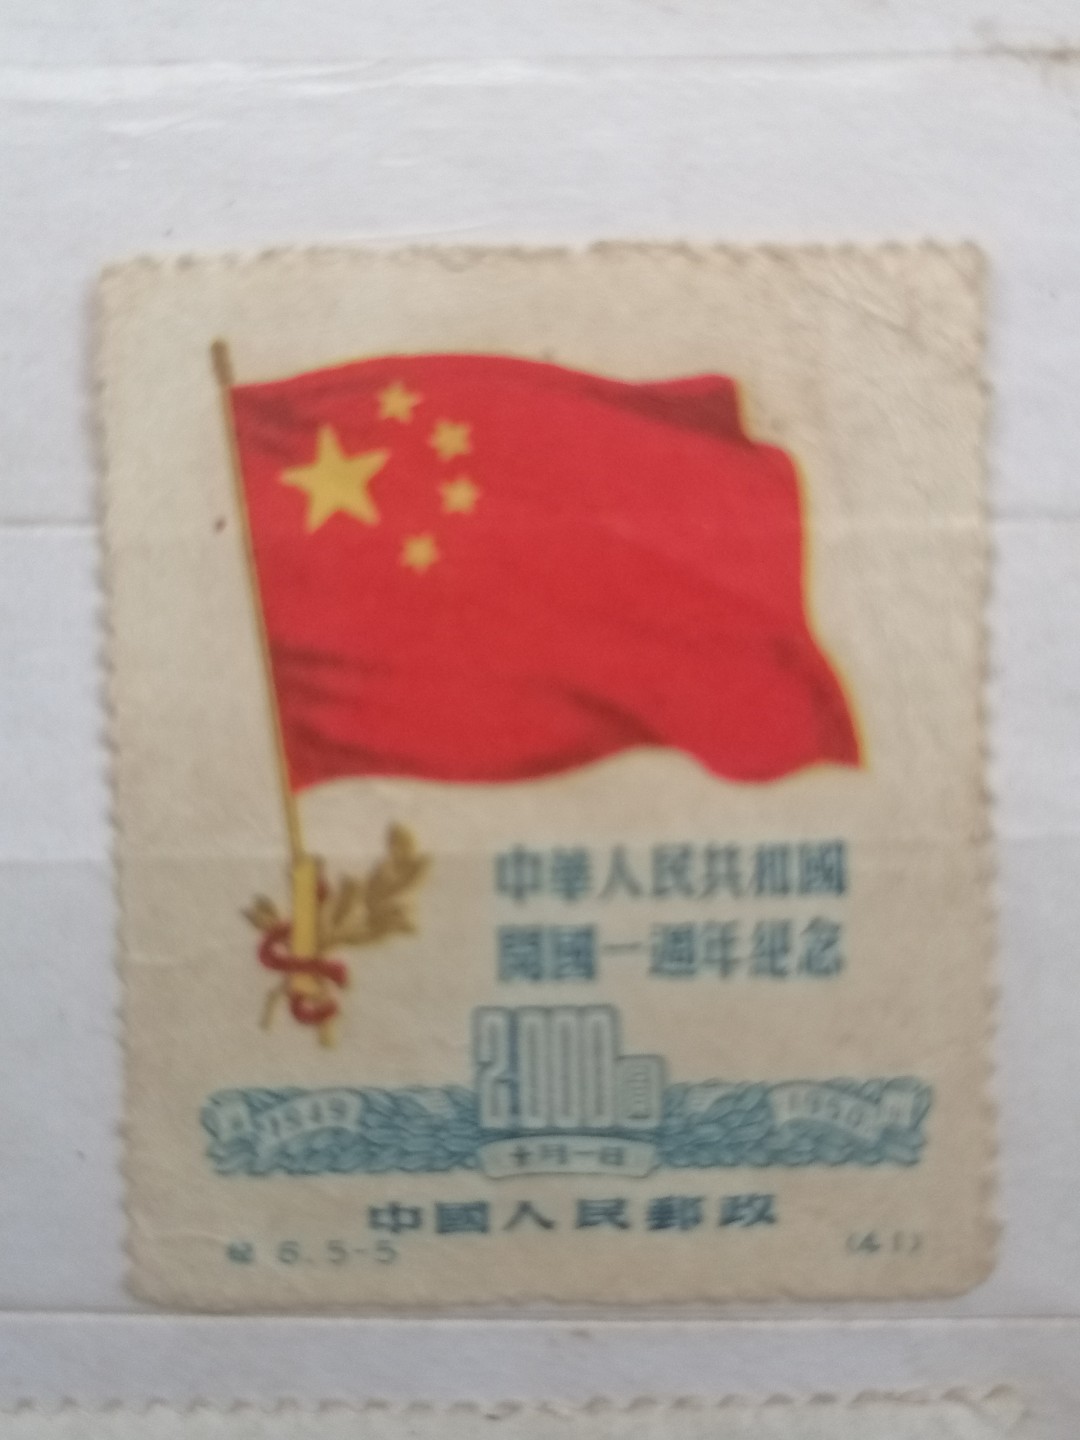 中華人民共和國
開國一週年紀念
2000圓
1949 1950
十月一日
中國人民郵政
紀 6.5-5 (41)